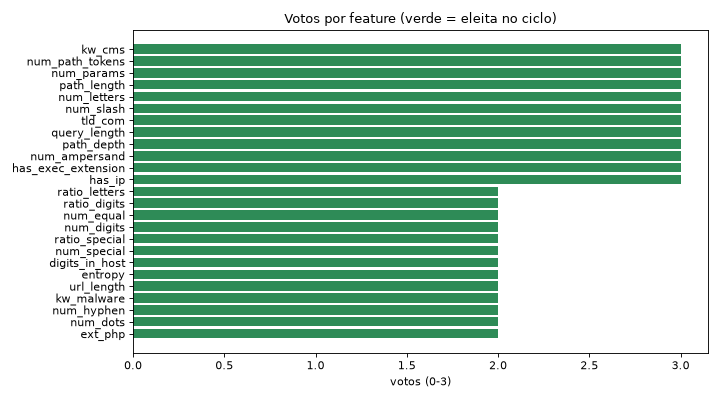 Votos por feature (verde = eleita no ciclo)
kw_cms
num_path_tokens
num_params
path_length
num_letters
num_slash
tld_com
query_length
path_depth
num_ampersand
has_exec_extension
has_ip
ratio_letters
ratio_digits
num_equal
num_digits
ratio_special
num_special
digits_in_host
entropy
url_length
kw_malware
num_hyphen
num_dots
ext_php
0.0 0.5 1.0 1.5 2.0 2.5 3.0
votos (0-3)